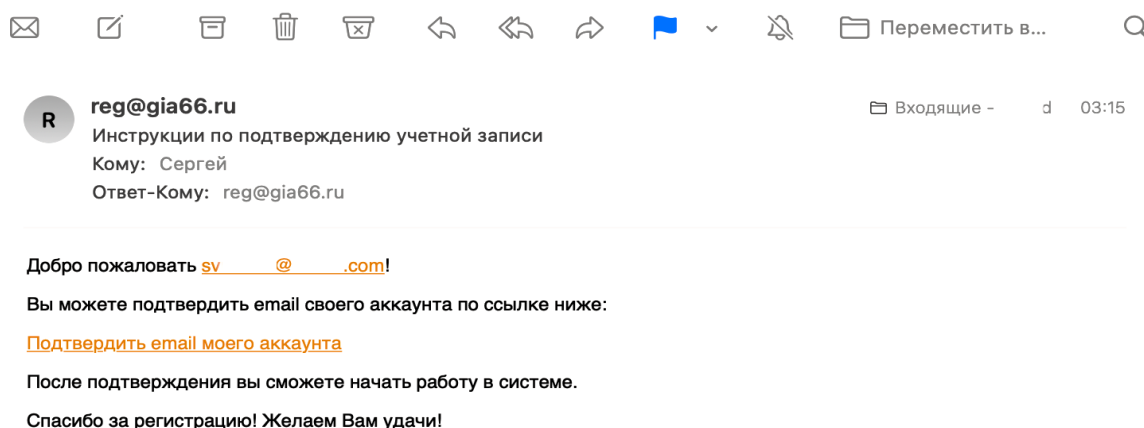 Переместить в...
R
reg@gia66.ru
Входящие - d 03:15
Инструкции по подтверждению учетной записи
Кому: Сергей
Ответ-Кому: reg@gia66.ru
Добро пожаловать sv @ .com!
Вы можете подтвердить email своего аккаунта по ссылке ниже:
Подтвердить email моего аккаунта
После подтверждения вы сможете начать работу в системе.
Спасибо за регистрацию! Желаем Вам удачи!